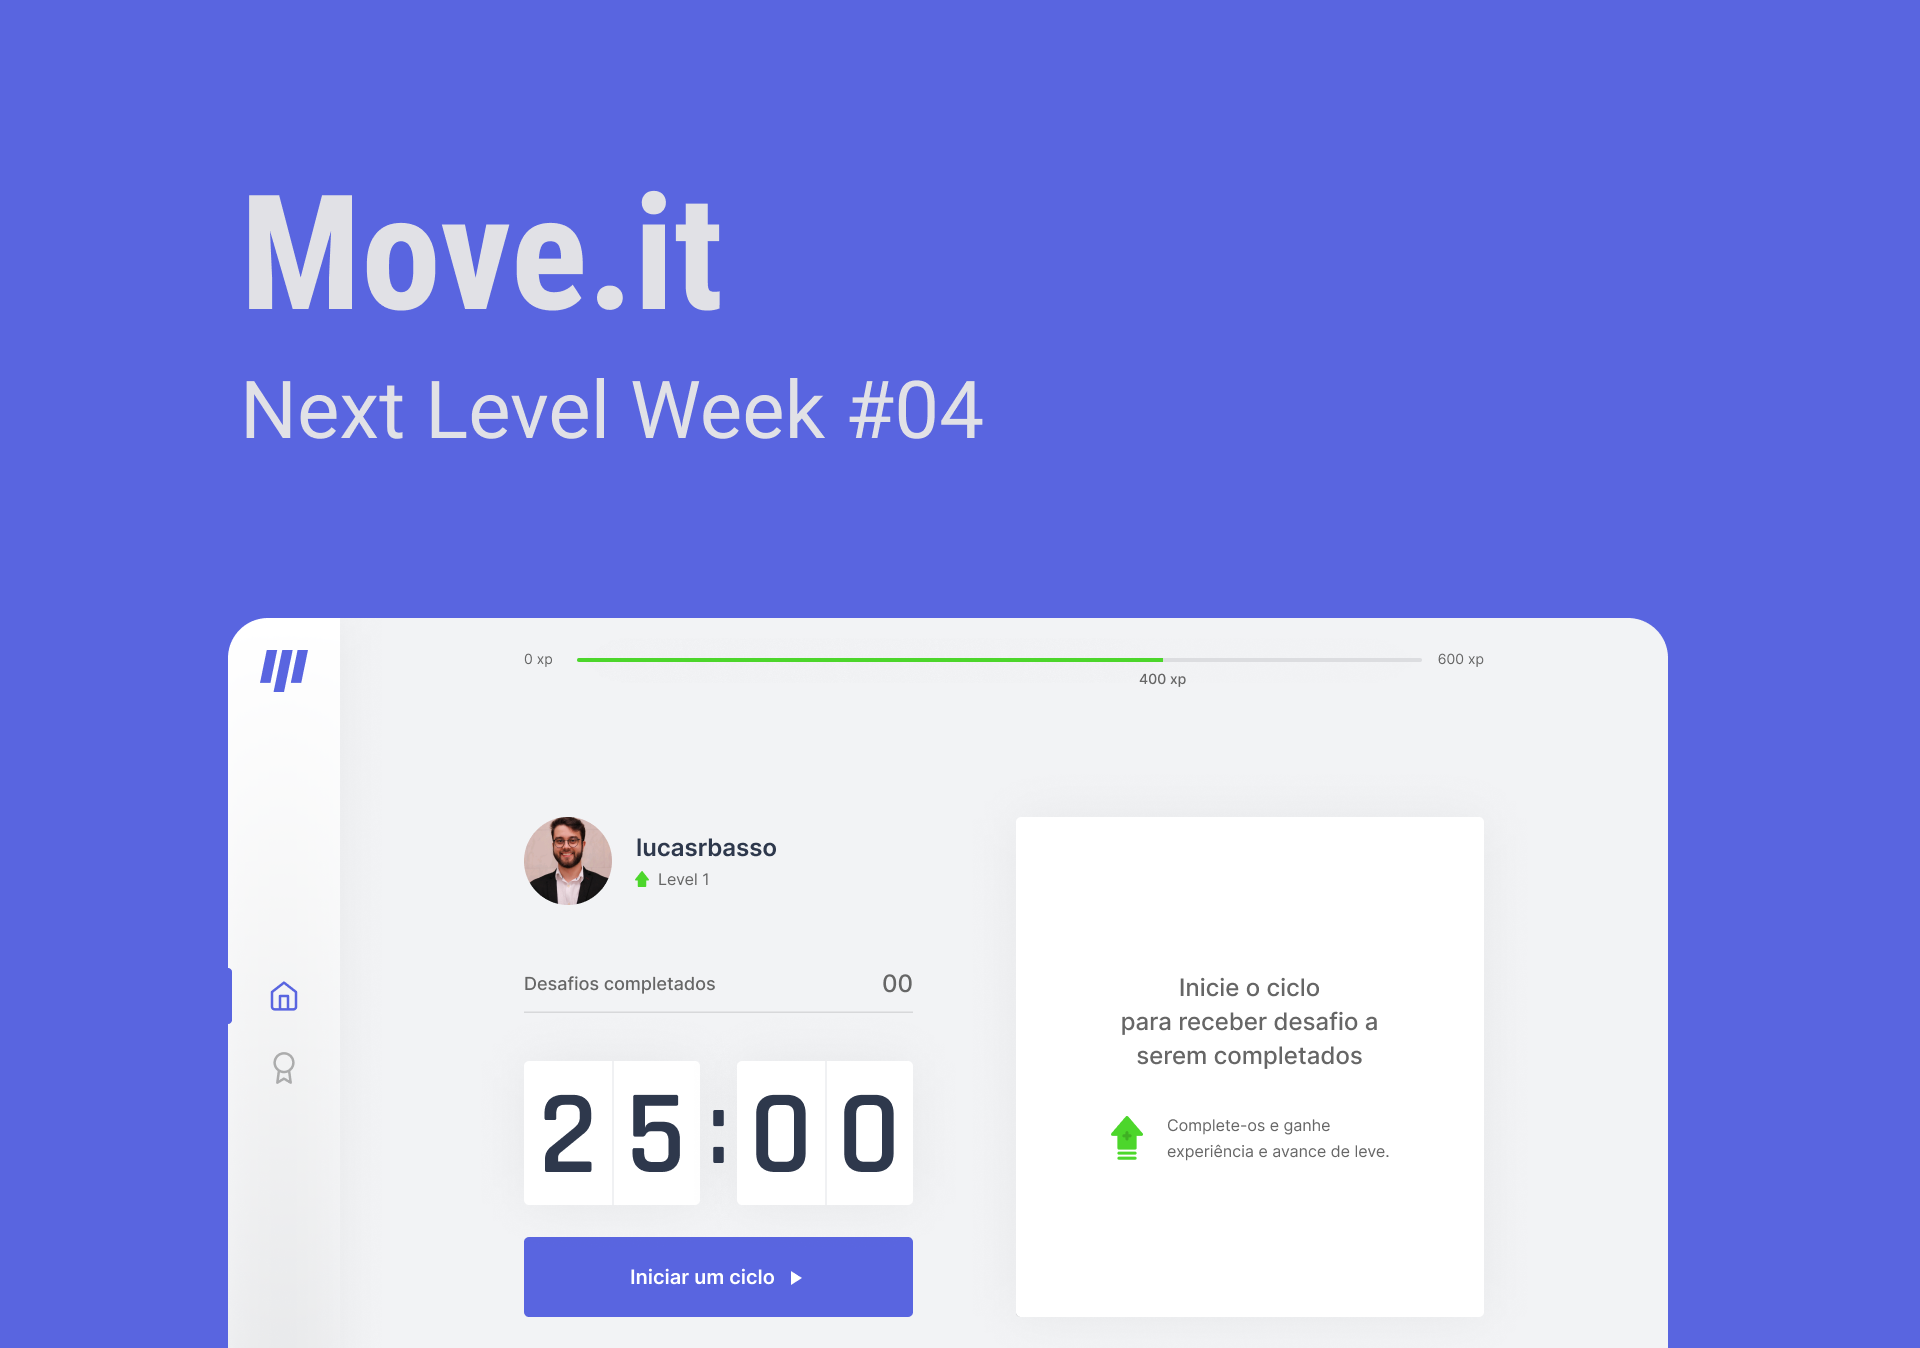 Move.it
Next Level Week #04
0 xp
600 xp
400 xp
lucasrbasso
Level 1
Desafios completados 00
25:00
Iniciar um ciclo
Inicie o ciclo
para receber desafio a
serem completados
Complete-os e ganhe
experiência e avance de leve.